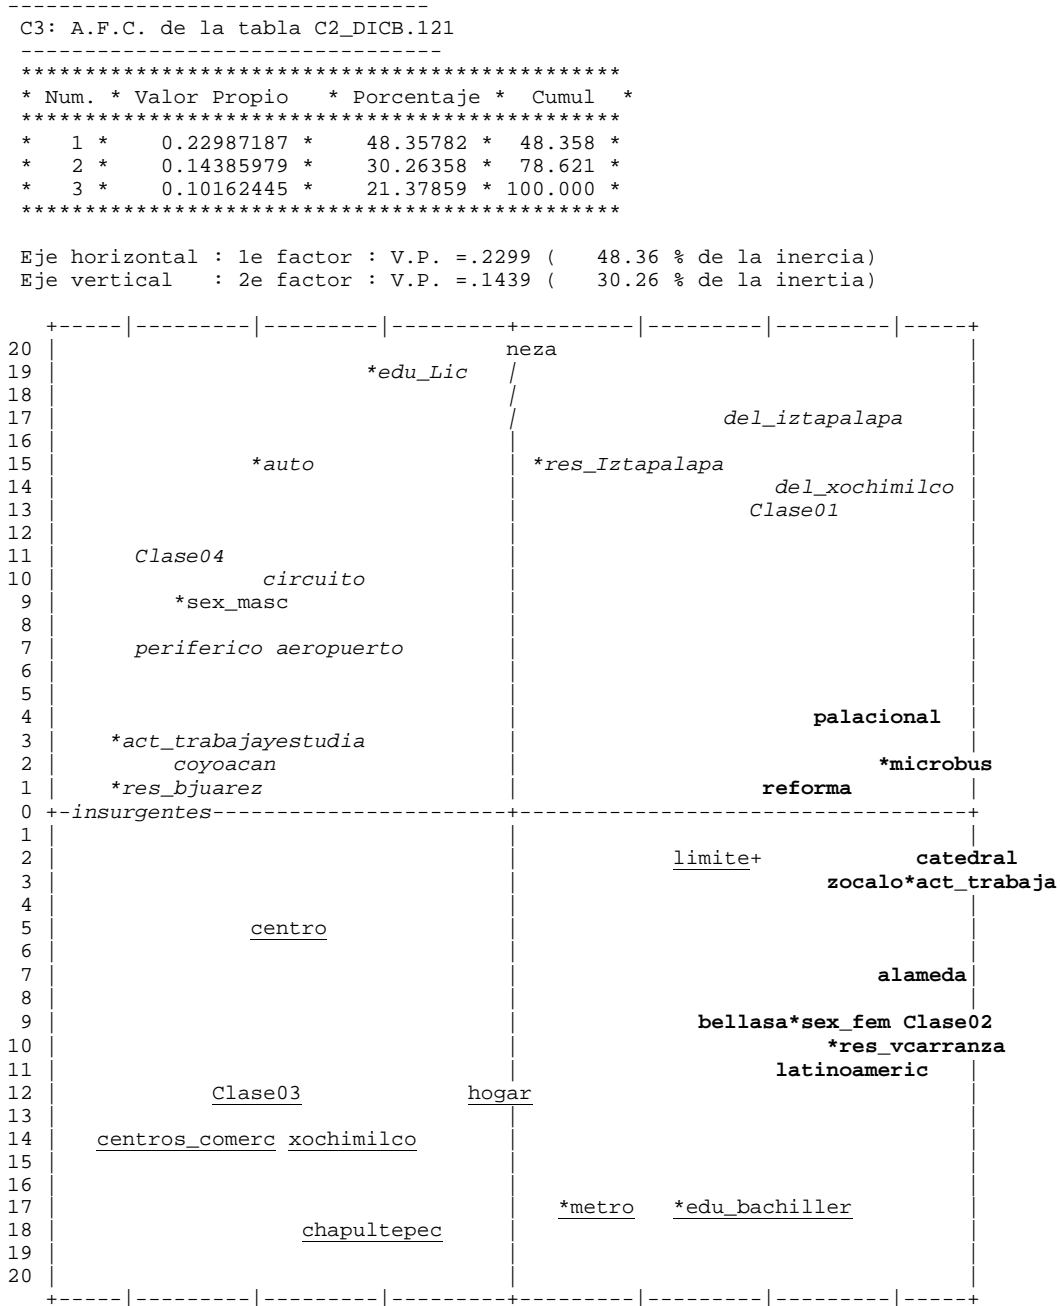 ---------------------------------
C3: A.F.C. de la tabla C2_DICB.121
---------------------------------
***********************************************
* Num. * Valor Propio   * Porcentaje *  Cumul  *
***********************************************
*   1 *    0.22987187 *    48.35782 *  48.358 *
*   2 *    0.14385979 *    30.26358 *  78.621 *
*   3 *    0.10162445 *    21.37859 * 100.000 *
***********************************************
Eje horizontal : 1e factor : V.P. =.2299 (   48.36 % de la inercia)
Eje vertical   : 2e factor : V.P. =.1439 (   30.26 % de la inertia)
+-----|---------|---------|---------+---------|---------|---------|-----+
20 | neza |
19 | *edu_Lic / |
18 | / |
17 | / del_iztapalapa |
16 | | |
15 | *auto | *res_Iztapalapa |
14 | | del_xochimilco |
13 | | Clase01 |
12 | | |
11 | Clase04 | |
10 | circuito | |
9 | *sex_masc | |
8 | | |
7 | periferico aeropuerto | |
6 | | |
5 | | |
4 | | palacional |
3 | *act_trabajayestudia | |
2 | coyoacan | *microbus
1 | *res_bjuarez | reforma |
0 +-insurgentes-----------------------+-----------------------------------+
1 | | |
2 | | limite+ catedral
3 | | zocalo*act_trabaja
4 | | |
5 | centro | |
6 | | |
7 | | alameda|
8 | | |
9 | | bellasa*sex_fem Clase02
10 | | *res_vcarranza
11 | | latinoameric |
12 | Clase03 hogar |
13 | | |
14 | centros_comerc xochimilco | |
15 | | |
16 | | |
17 | | *metro *edu_bachiller |
18 | chapultepec | |
19 | | |
20 | | |
+-----|---------|---------|---------+---------|---------|---------|-----+